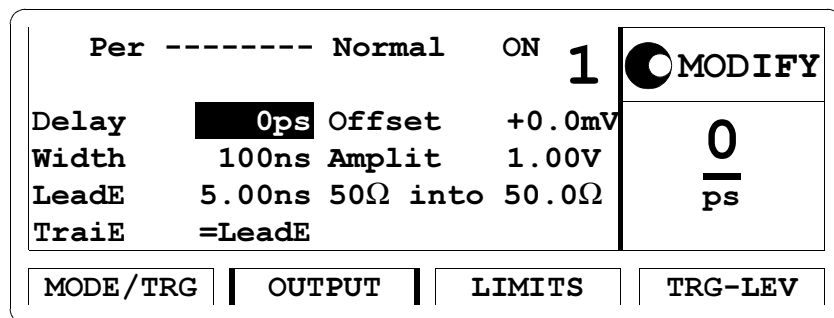 Per -------- Normal ON 1 MODIFY
Delay 0ps Offset +0.0mV 0
Width 100ns Amplit 1.00V
LeadE 5.00ns 50Ω into 50.0Ω ps
TraiE =LeadE
MODE/TRG OUTPUT LIMITS TRG-LEV